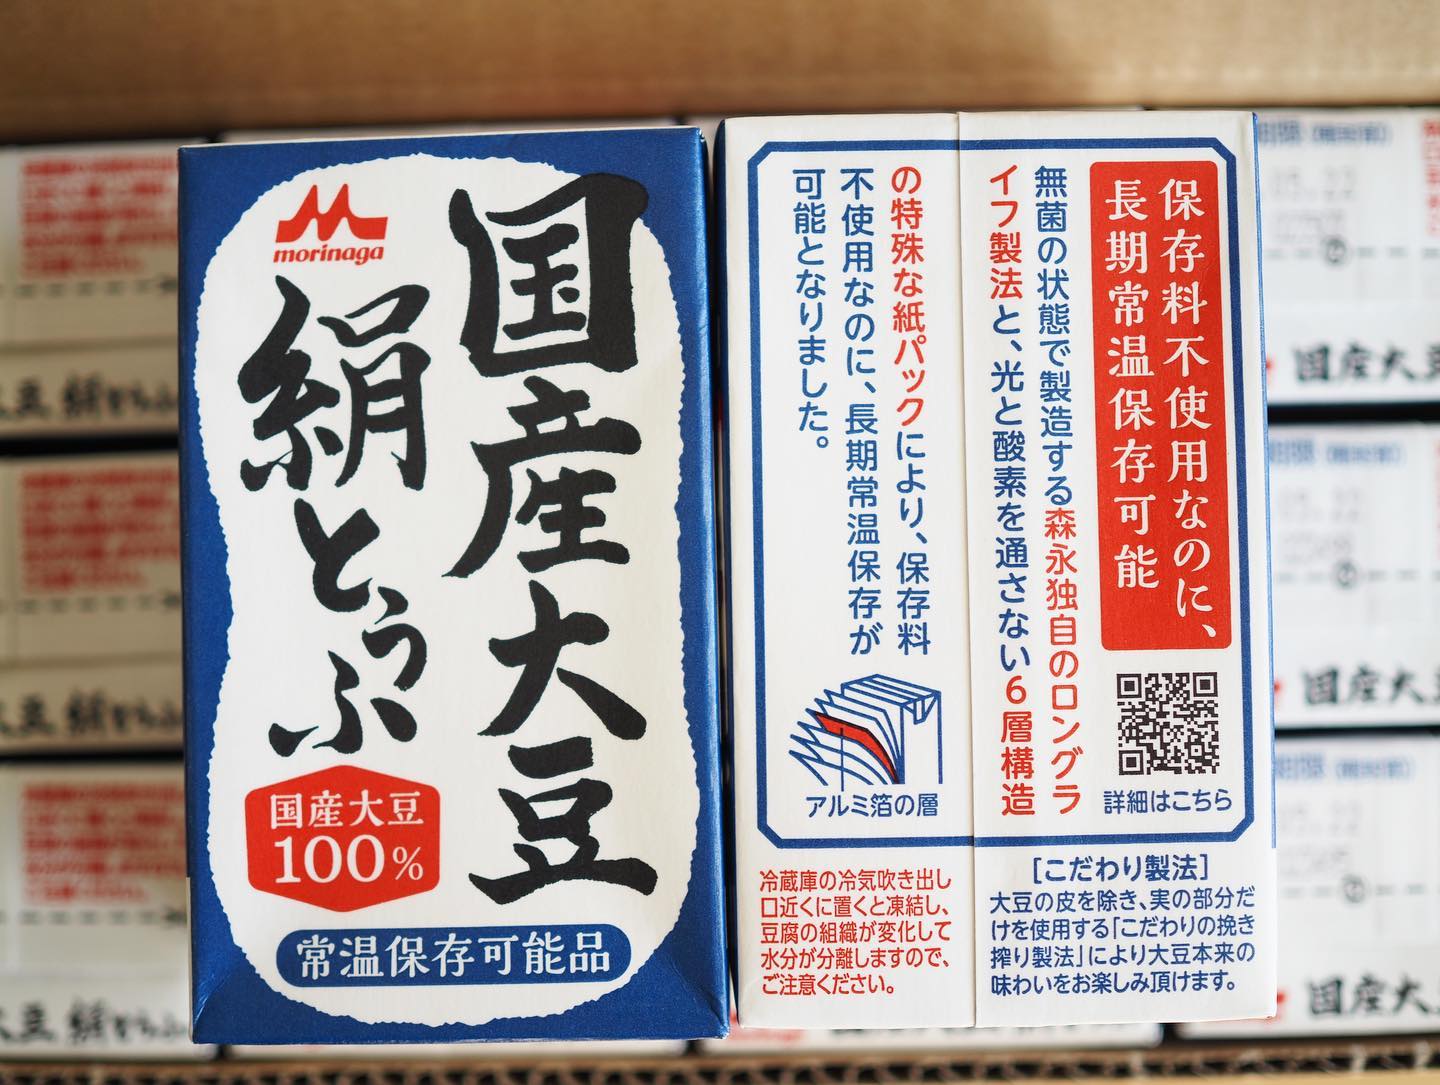 morinaga
国産大豆
絹とうふ
国産大豆
100%
常温保存可能品
保存料不使用なのに、
長期常温保存可能
無菌の状態で製造する森永独自のロングラ
イフ製法と、光と酸素を通さない6層構造
の特殊な紙パックにより、保存料
不使用なのに、長期常温保存が
可能となりました。
アルミ箔の層
詳細はこちら
冷蔵庫の冷気吹き出し
口近くに置くと凍結し、
豆腐の組織が変化して
水分が分離しますので、
ご注意ください。
[こだわり製法]
大豆の皮を除き、実の部分だ
けを使用する「こだわりの挽き
搾り製法」により大豆本来の
味わいをお楽しみ頂けます。
国産大豆
国産大
国産大